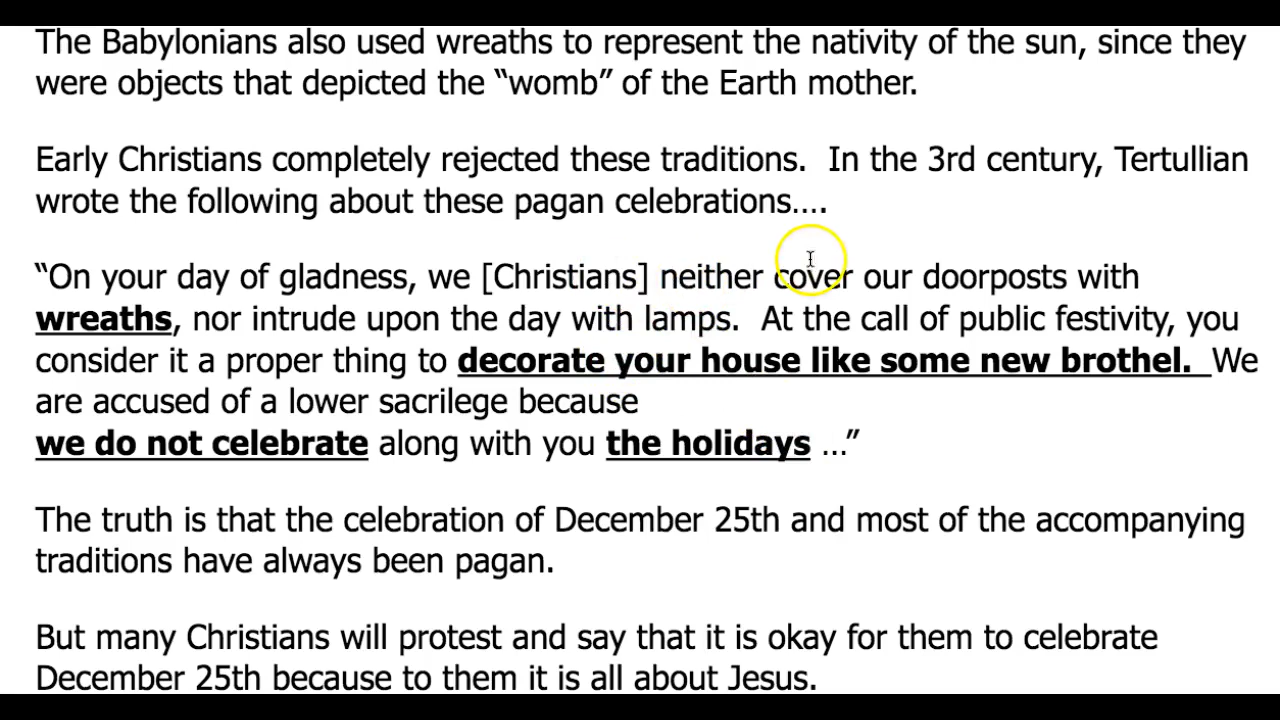 The Babylonians also used wreaths to represent the nativity of the sun, since they
were objects that depicted the “womb” of the Earth mother.
Early Christians completely rejected these traditions.  In the 3rd century, Tertullian
wrote the following about these pagan celebrations….
“On your day of gladness, we [Christians] neither cover our doorposts with
wreaths, nor intrude upon the day with lamps.  At the call of public festivity, you
consider it a proper thing to decorate your house like some new brothel.  We
are accused of a lower sacrilege because
we do not celebrate along with you the holidays …”
The truth is that the celebration of December 25th and most of the accompanying
traditions have always been pagan.
But many Christians will protest and say that it is okay for them to celebrate
December 25th because to them it is all about Jesus.